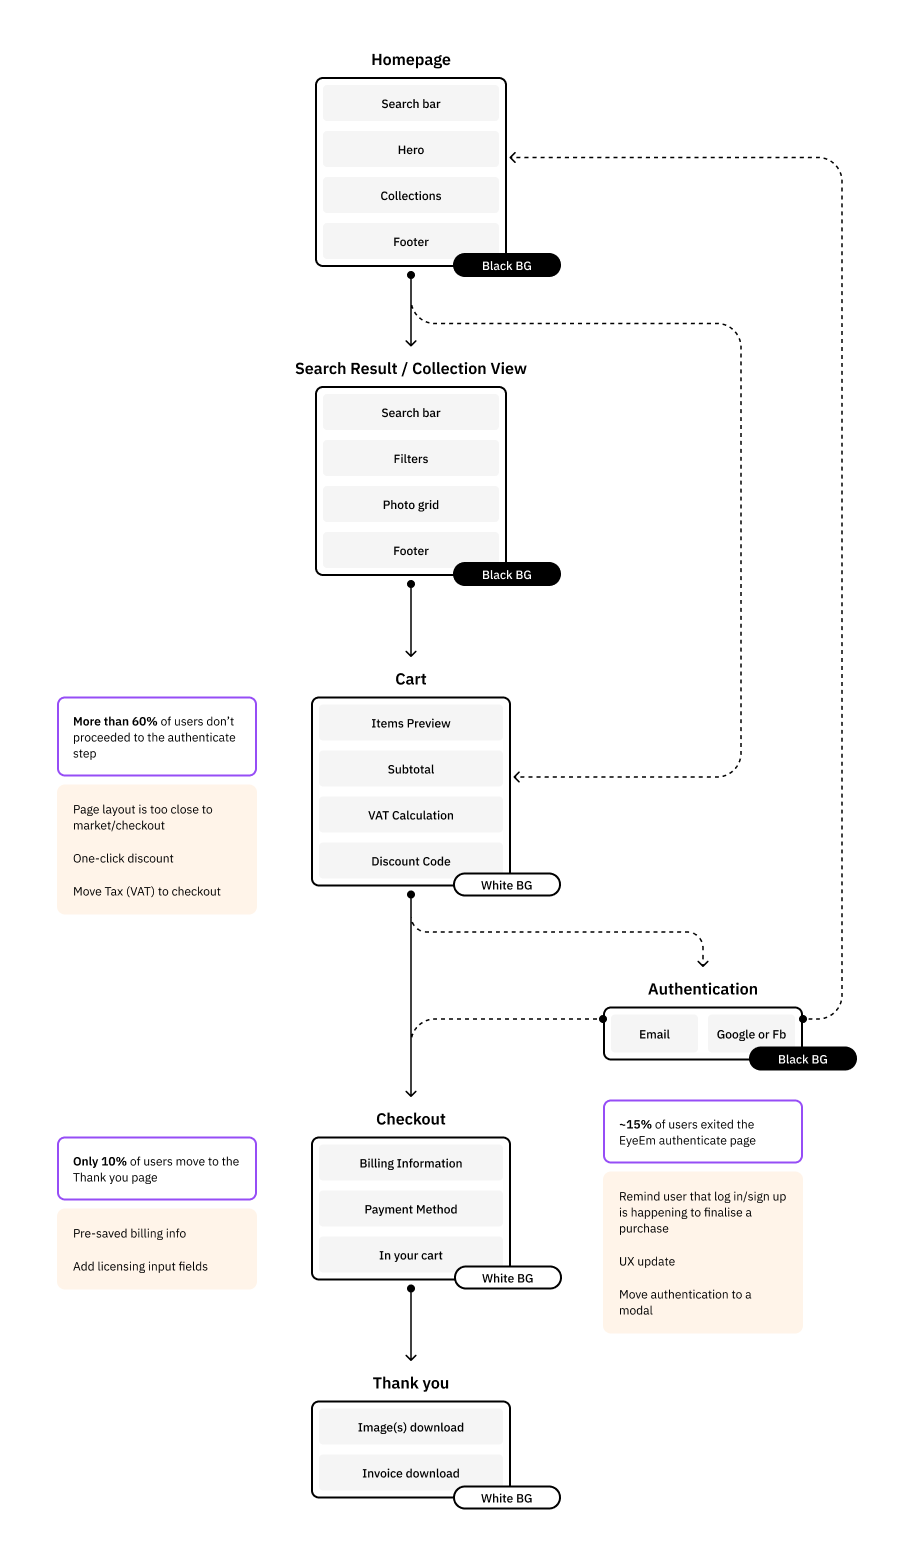 Homepage
Search bar
Hero
Collections
Footer
Black BG
Search Result / Collection View
Search bar
Filters
Photo grid
Footer
Black BG
Cart
Items Preview
Subtotal
VAT Calculation
Discount Code
White BG
More than 60% of users don't
proceeded to the authenticate
step
Page layout is too close to
market/checkout
One-click discount
Move Tax (VAT) to checkout
Authentication
Email
Google or Fb
Black BG
~15% of users exited the
EyeEm authenticate page
Remind user that log in/sign up
is happening to finalise a
purchase
UX update
Move authentication to a
modal
Checkout
Billing Information
Payment Method
In your cart
White BG
Only 10% of users move to the
Thank you page
Pre-saved billing info
Add licensing input fields
Thank you
Image(s) download
Invoice download
White BG